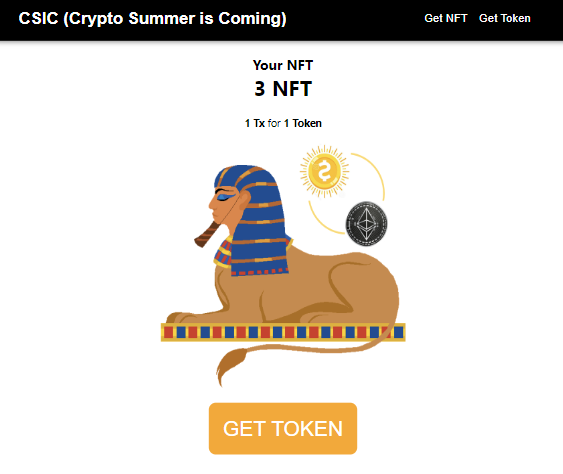 CSIC (Crypto Summer is Coming)
Get NFT Get Token
Your NFT
3 NFT
1 Tx for 1 Token
GET TOKEN